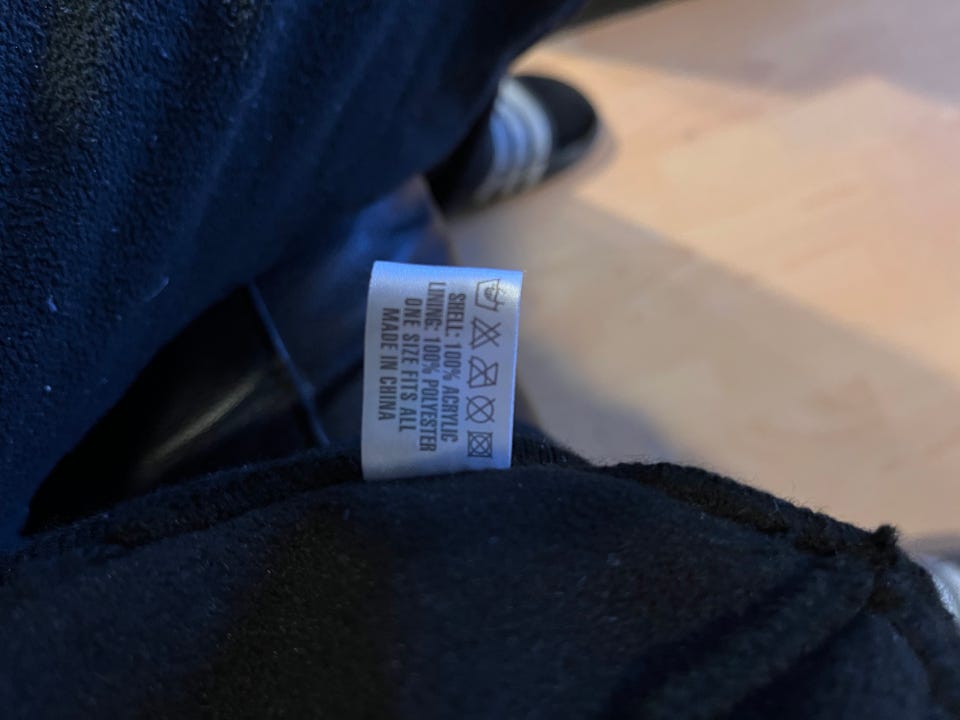 SHELL: 100% ACRYLIC
LINING: 100% POLYESTER
ONE SIZE FITS ALL
MADE IN CHINA